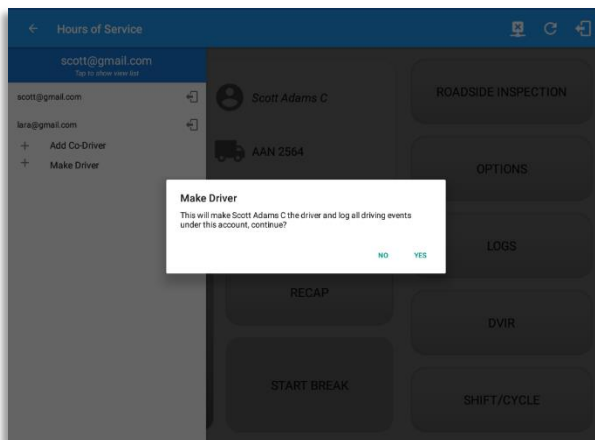 Hours of Service
scott@gmail.com
Tap to show view list
scott@gmail.com
lara@gmail.com
+ Add Co-Driver
+ Make Driver
Scott Adams C
AAN 2564
ROADSIDE INSPECTION
OPTIONS
Make Driver
This will make Scott Adams C the driver and log all driving events
under this account, continue?
NO YES
LOGS
RECAP
DVIR
START BREAK
SHIFT/CYCLE